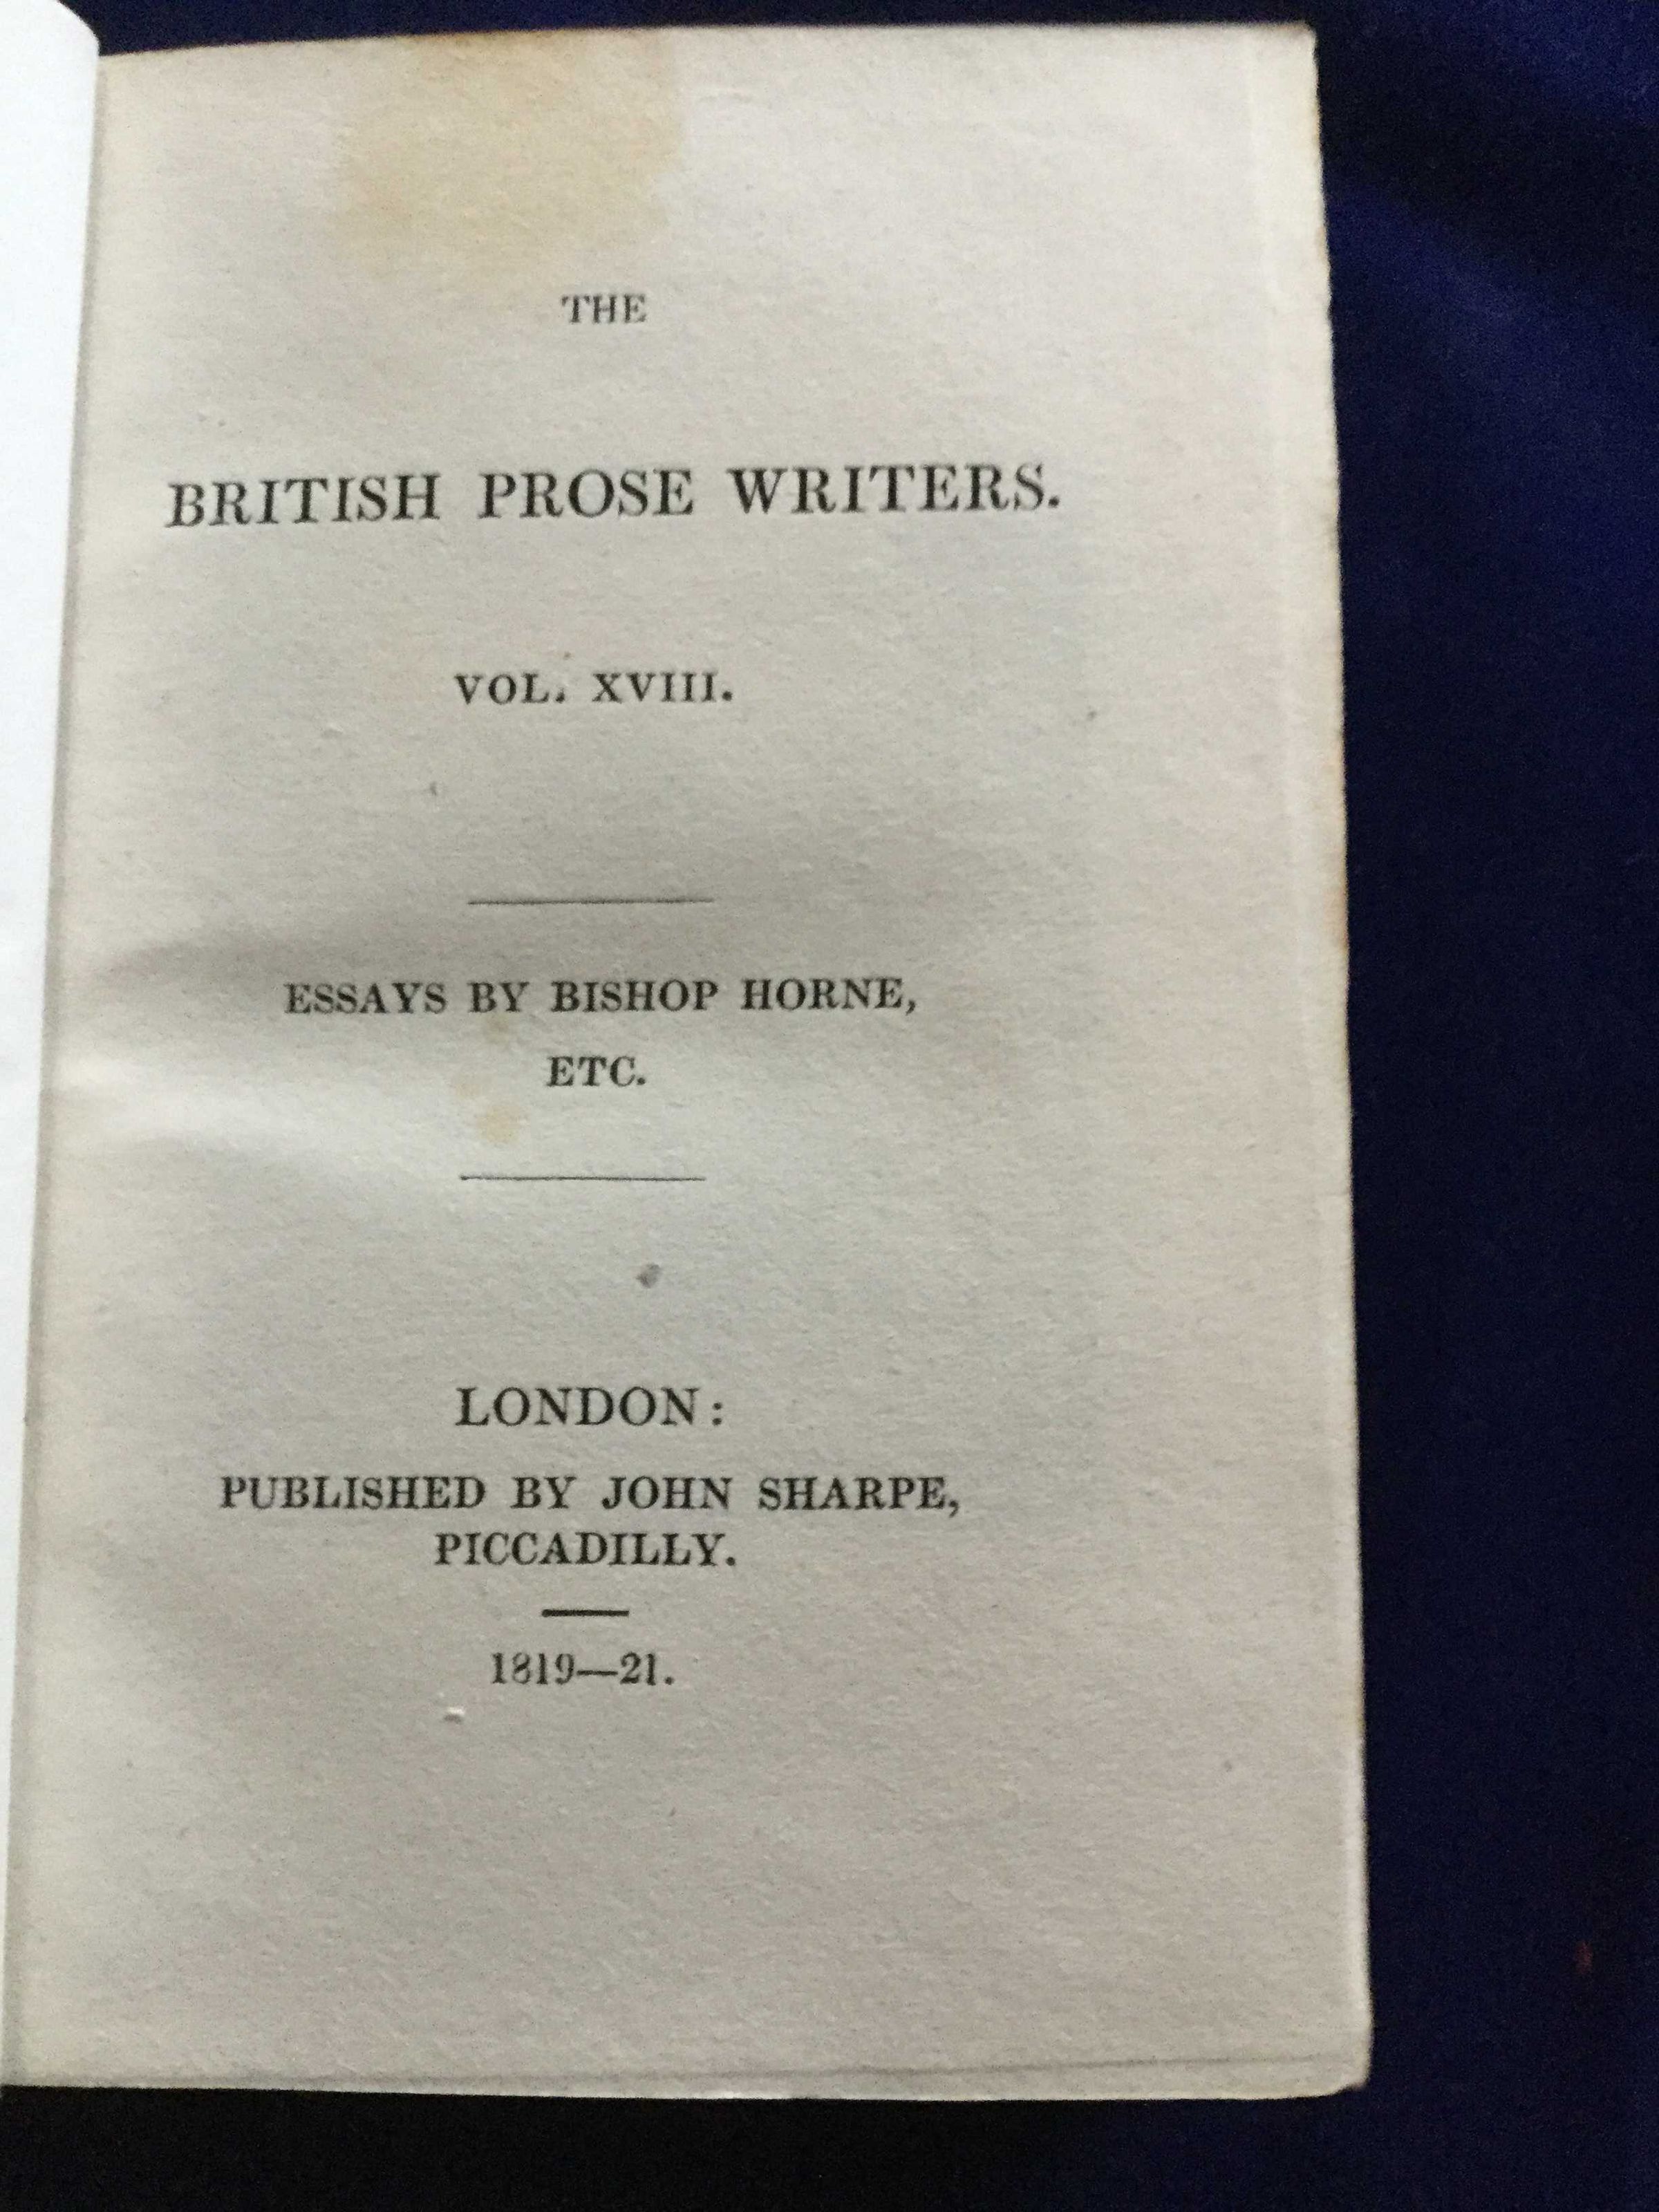 THE
BRITISH PROSE WRITERS.
VOL. XVIII.
ESSAYS BY BISHOP HORNE,
ETC.
LONDON:
PUBLISHED BY JOHN SHARPE,
PICCADILLY.
1819—21.